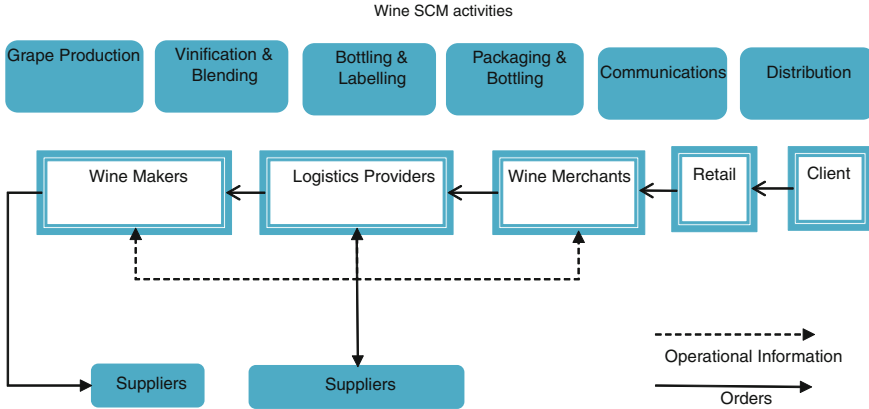 Wine SCM activities
Grape Production
Vinification &
Blending
Bottling &
Labelling
Packaging &
Bottling
Communications
Distribution
Wine Makers
Logistics Providers
Wine Merchants
Retail
Client
Suppliers
Suppliers
Operational Information
Orders